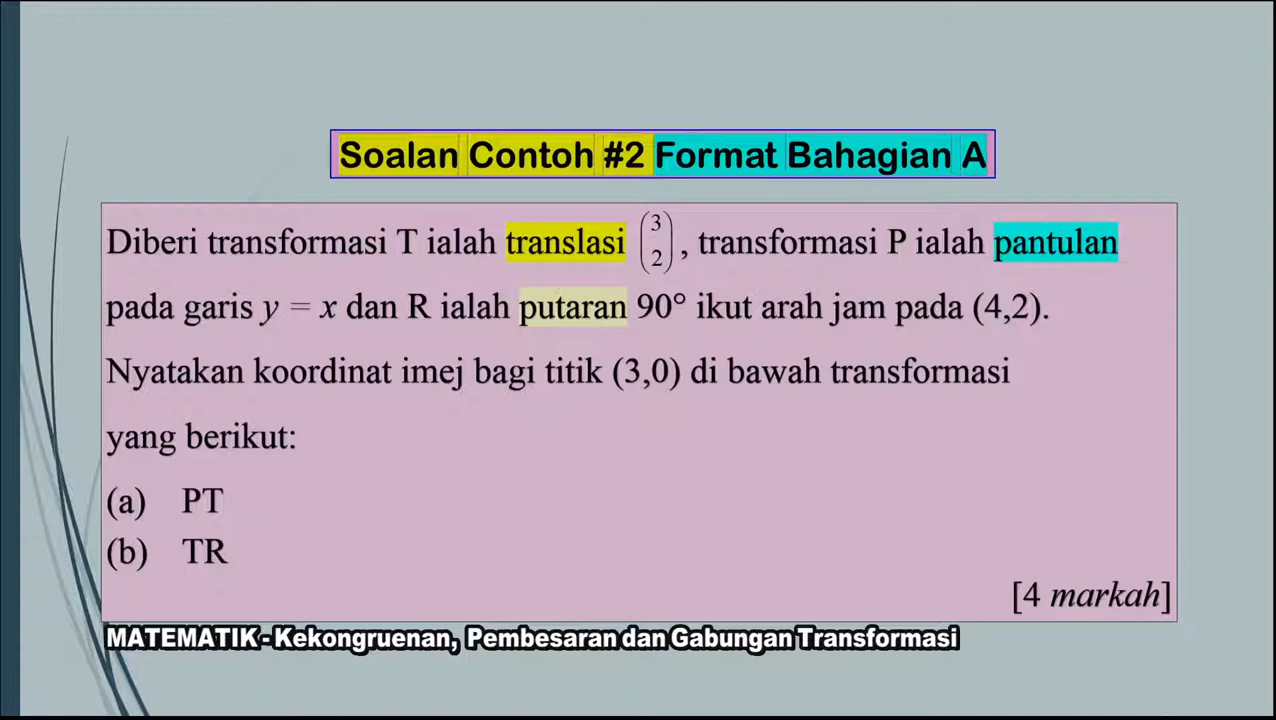 Soalan Contoh #2 Format Bahagian A
Diberi transformasi T ialah translasi (3 2), transformasi P ialah pantulan
pada garis y = x dan R ialah putaran 90° ikut arah jam pada (4,2).
Nyatakan koordinat imej bagi titik (3,0) di bawah transformasi
yang berikut:
(a) PT
(b) TR
[4 markah]
MATEMATIK - Kekongruenan, Pembesaran dan Gabungan Transformasi